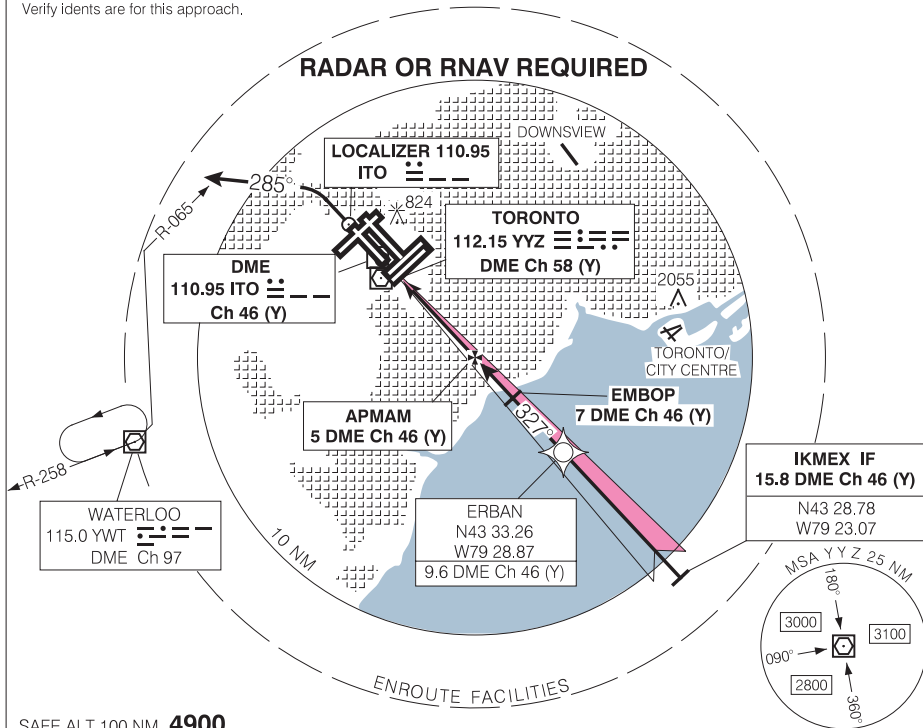 Verify idents are for this approach.
RADAR OR RNAV REQUIRED
DOWNSVIEW
LOCALIZER 110.95
ITO
285°
R-065
824
TORONTO
112.15 YYZ
DME Ch 58 (Y)
DME
110.95 ITO
Ch 46 (Y)
2055
TORONTO/
CITY CENTRE
APMAM
5 DME Ch 46 (Y)
EMBOP
7 DME Ch 46 (Y)
327°
R-258
IKMEX IF
15.8 DME Ch 46 (Y)
N43 28.78
W79 23.07
WATERLOO
115.0 YWT
DME Ch 97
ERBAN
N43 33.26
W79 28.87
9.6 DME Ch 46 (Y)
10 NM
MSA YYZ 25 NM
180°
3000
3100
090°
2800
360°
ENROUTE FACILITIES
SAFE ALT 100 NM 4900